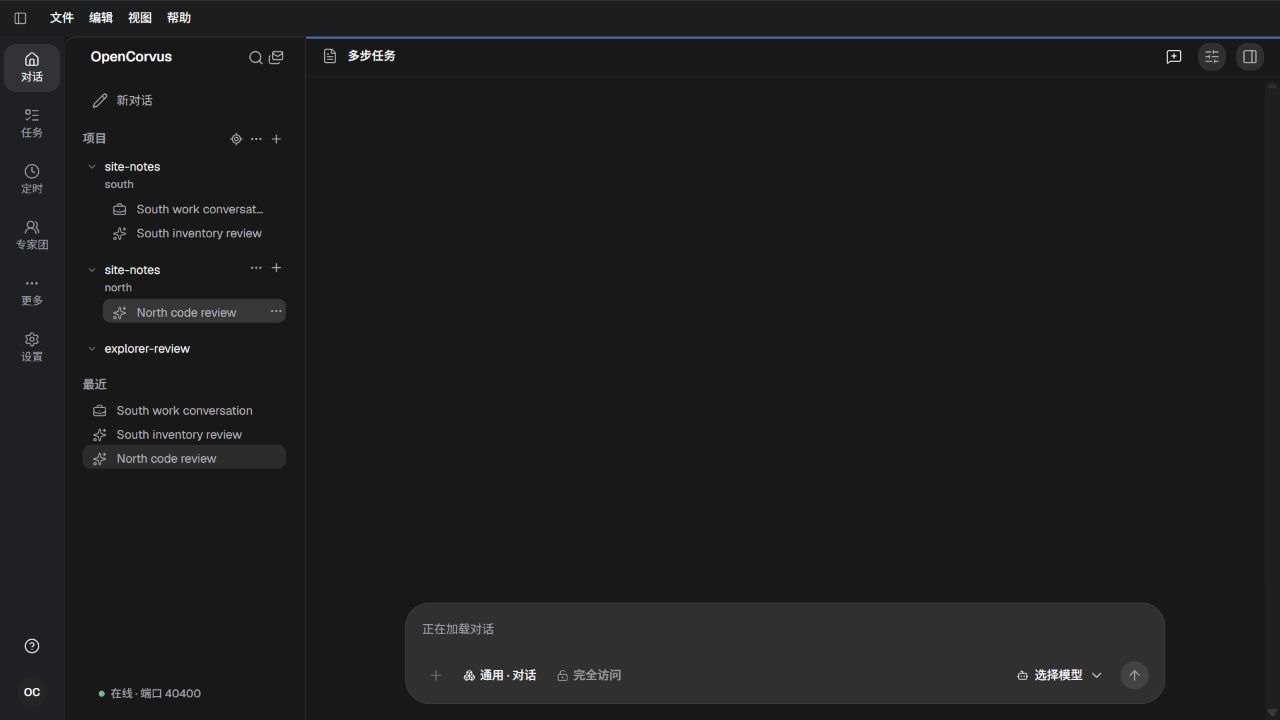 文件 编辑 视图 帮助
对话
任务
定时
专家团
更多
设置
OC
OpenCorvus
新对话
项目
site-notes
south
South work conversat...
South inventory review
site-notes
north
North code review
explorer-review
最近
South work conversation
South inventory review
North code review
在线 · 端口 40400
多步任务
正在加载对话
通用 · 对话 完全访问 选择模型